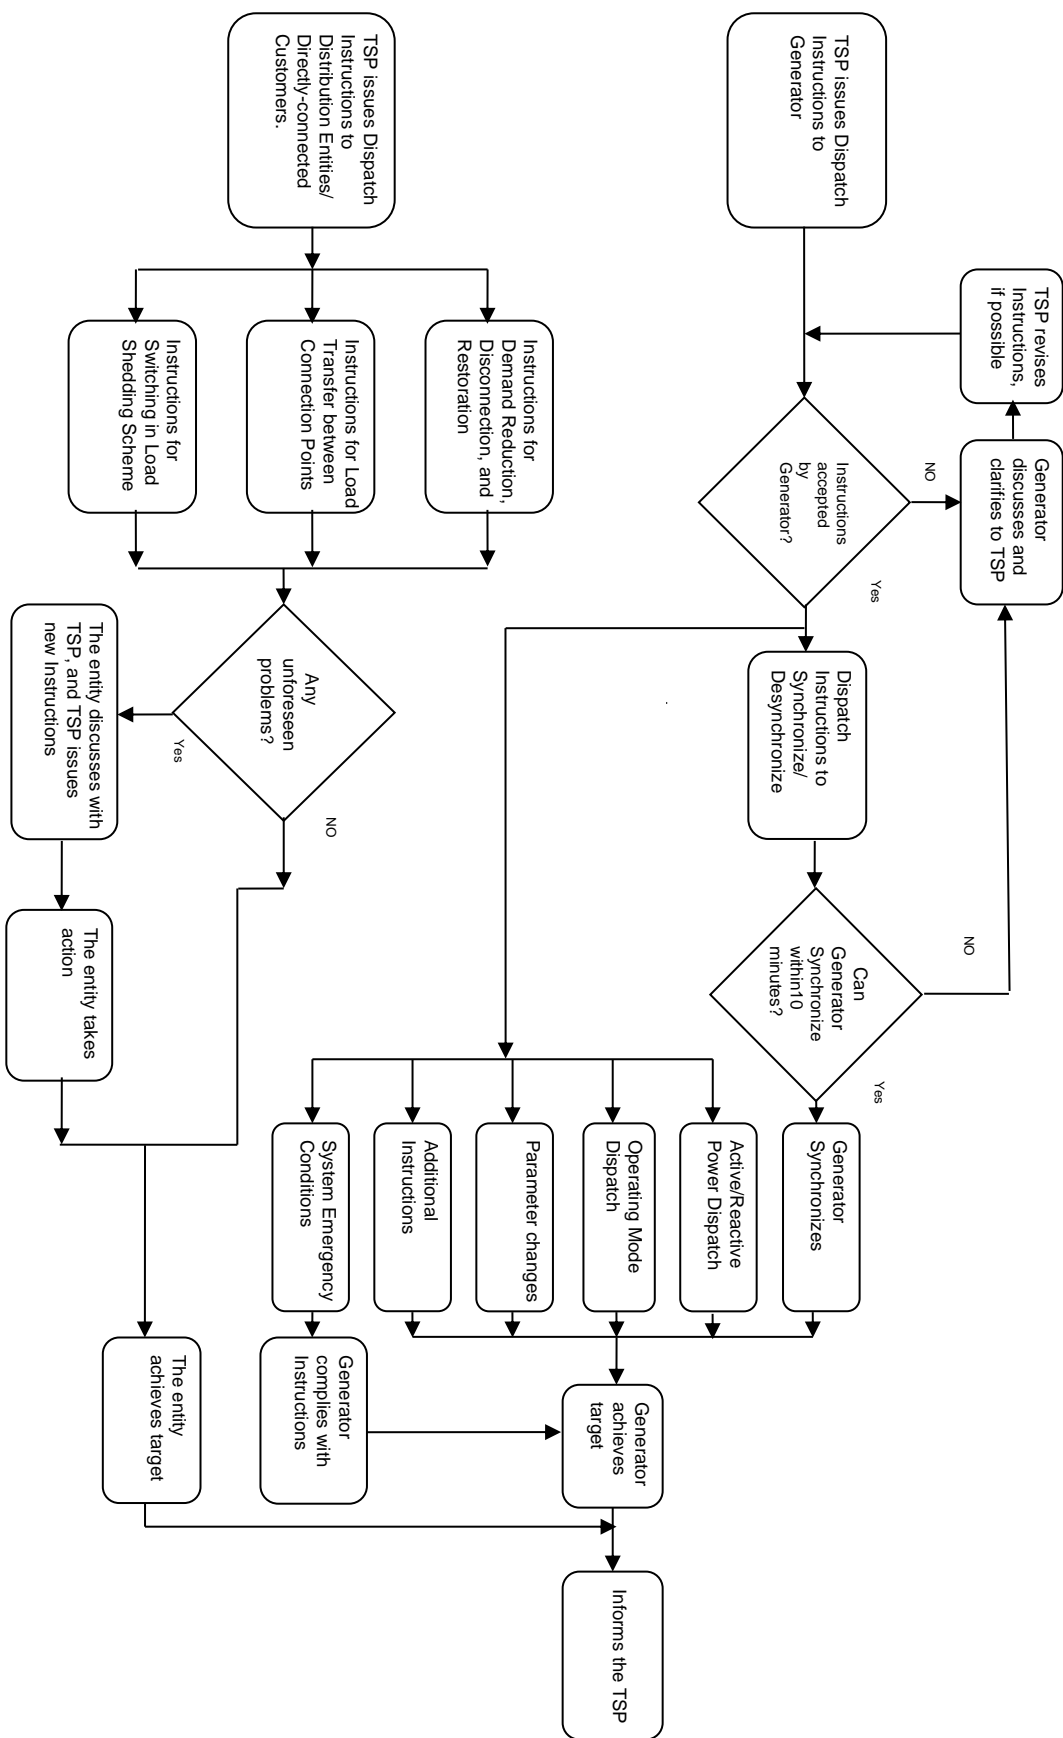 TSP revises
Instructions,
if possible
Generator
discusses and
clarifies to TSP
TSP issues Dispatch
Instructions to
Generator
NO
Instructions
accepted
by
Generator?
Yes
Dispatch
Instructions to
Synchronize/
Desynchronize
NO
Can
Generator
Synchronize
within10
minutes?
Yes
Generator
Synchronizes
Active/Reactive
Power Dispatch
Operating Mode
Dispatch
Parameter changes
Additional
Instructions
System Emergency
Conditions
Generator
complies with
Instructions
Generator
achieves
target
Informs the TSP
TSP issues Dispatch
Instructions to
Distribution Entities/
Directly-connected
Customers.
Instructions for
Demand Reduction,
Disconnection, and
Restoration
Instructions for Load
Transfer between
Connection Points
Instructions for
Switching in Load
Shedding Scheme
Any
unforeseen
problems?
NO
Yes
The entity discusses with
TSP, and TSP issues
new Instructions
The entity takes
action
The entity
achieves target